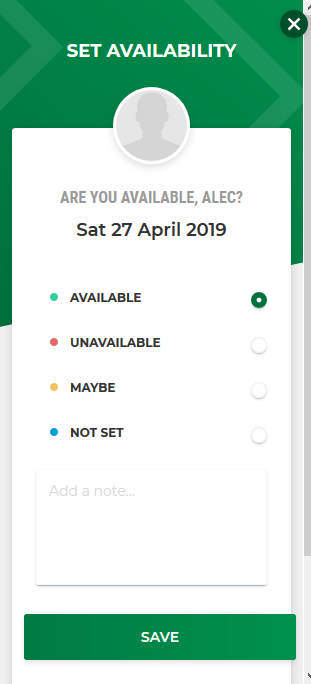 SET AVAILABILITY
ARE YOU AVAILABLE, ALEC?
Sat 27 April 2019
AVAILABLE
UNAVAILABLE
MAYBE
NOT SET
Add a note...
SAVE